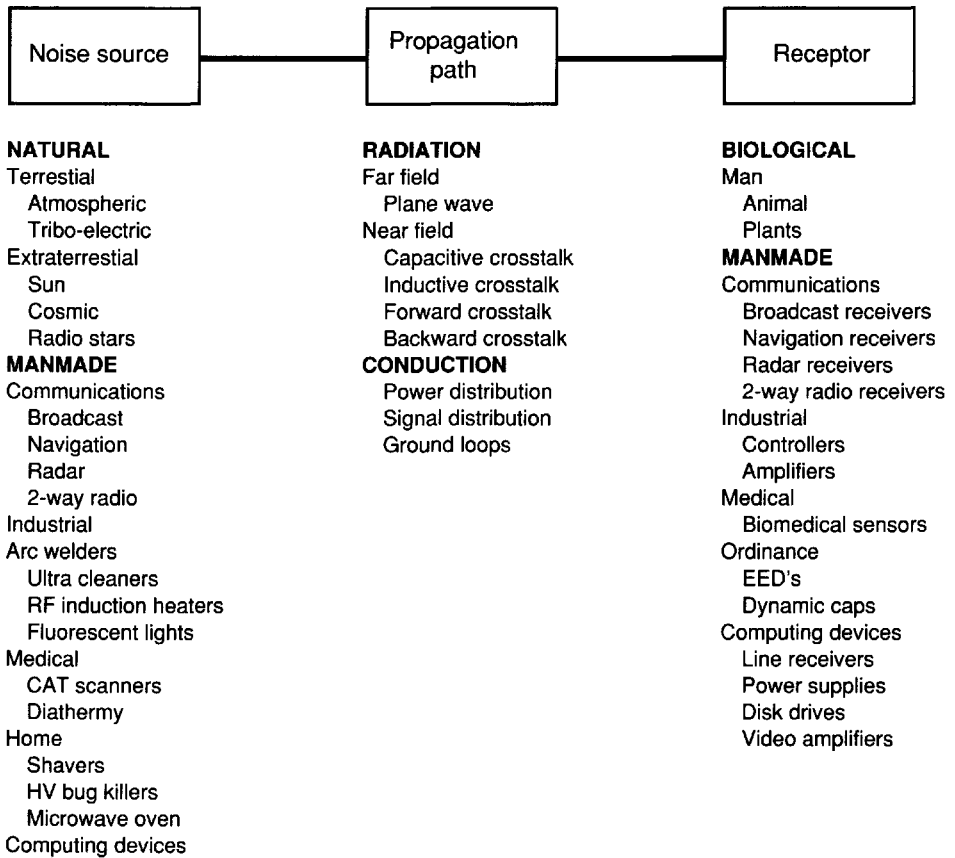 Noise source
Propagation
path
Receptor
NATURAL
Terrestial
Atmospheric
Tribo-electric
Extraterrestial
Sun
Cosmic
Radio stars
MANMADE
Communications
Broadcast
Navigation
Radar
2-way radio
Industrial
Arc welders
Ultra cleaners
RF induction heaters
Fluorescent lights
Medical
CAT scanners
Diathermy
Home
Shavers
HV bug killers
Microwave oven
Computing devices
RADIATION
Far field
Plane wave
Near field
Capacitive crosstalk
Inductive crosstalk
Forward crosstalk
Backward crosstalk
CONDUCTION
Power distribution
Signal distribution
Ground loops
BIOLOGICAL
Man
Animal
Plants
MANMADE
Communications
Broadcast receivers
Navigation receivers
Radar receivers
2-way radio receivers
Industrial
Controllers
Amplifiers
Medical
Biomedical sensors
Ordinance
EED's
Dynamic caps
Computing devices
Line receivers
Power supplies
Disk drives
Video amplifiers